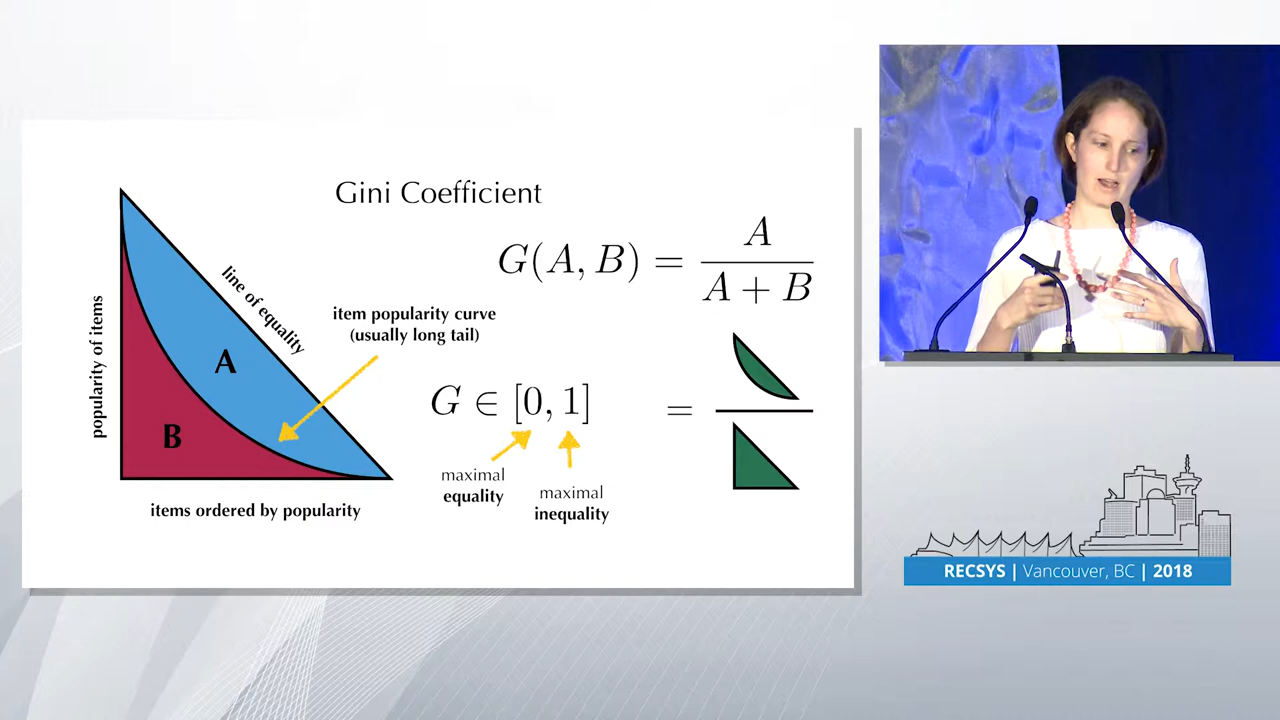 Gini Coefficient
G(A, B) = A / A + B
line of equality
item popularity curve
(usually long tail)
popularity of items
A
B
G ∈ [0, 1]
=
maximal
equality
maximal
inequality
items ordered by popularity
RECSYS | Vancouver, BC | 2018